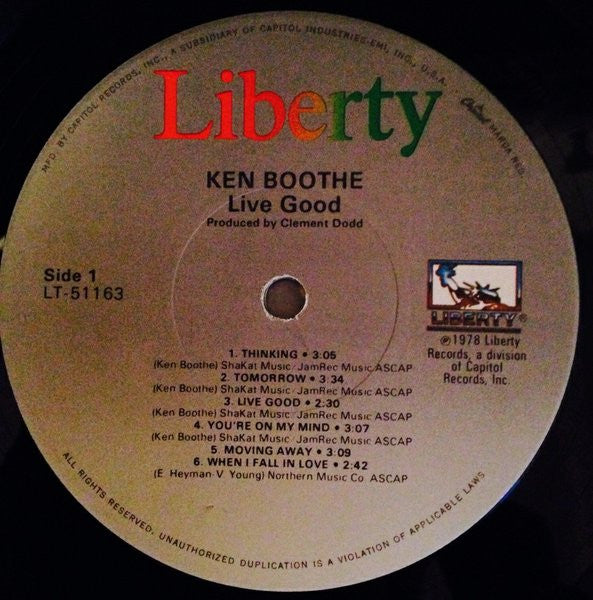 MFD. BY CAPITOL RECORDS, INC., A SUBSIDIARY OF CAPITOL INDUSTRIES-EMI, INC., U.S.A. • Capitol MARCA REG.
Liberty
KEN BOOTHE
Live Good
Produced by Clement Dodd
Side 1
LT-51163
LIBERTY®
℗1978 Liberty
Records, a division
of Capitol
Records, Inc.
1. THINKING • 3:05
(Ken Boothe) ShaKat Music/JamRec Music ASCAP
2. TOMORROW • 3:34
(Ken Boothe) ShaKat Music/JamRec Music ASCAP
3. LIVE GOOD • 2:30
(Ken Boothe) ShaKat Music/JamRec Music ASCAP
4. YOU'RE ON MY MIND • 3:07
(Ken Boothe) ShaKat Music/JamRec Music ASCAP
5. MOVING AWAY • 3:09
6. WHEN I FALL IN LOVE • 2:42
(E. Heyman-V. Young) Northern Music Co. ASCAP
ALL RIGHTS RESERVED. UNAUTHORIZED DUPLICATION IS A VIOLATION OF APPLICABLE LAWS